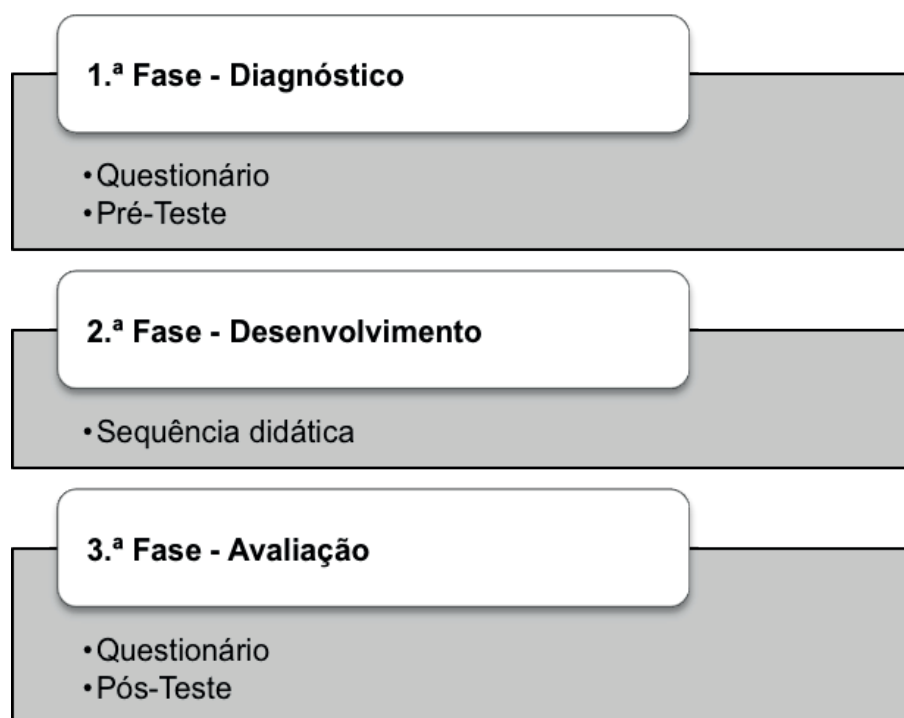 1.ª Fase - Diagnóstico
•Questionário
•Pré-Teste
2.ª Fase - Desenvolvimento
•Sequência didática
3.ª Fase - Avaliação
•Questionário
•Pós-Teste